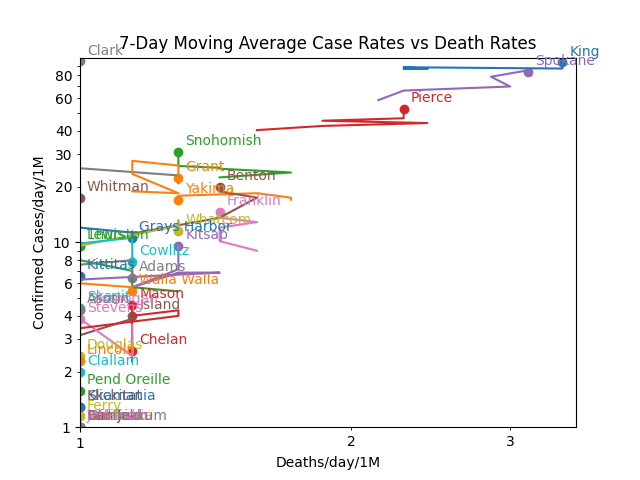 7-Day Moving Average Case Rates vs Death Rates
Clark
King
Spokane
Pierce
Snohomish
Grant
Benton
Whitman
Yakima
Franklin
Whatcom
Grays Harbor
Kitsap
Cowlitz
Adams
Kittitas
Walla Walla
Mason
Island
Stevens
Chelan
Douglas
Lincoln
Clallam
Pend Oreille
Skamania
Ferry
80
60
40
30
20
10
8
6
4
3
2
1
1
2
3
Confirmed Cases/day/1M
Deaths/day/1M